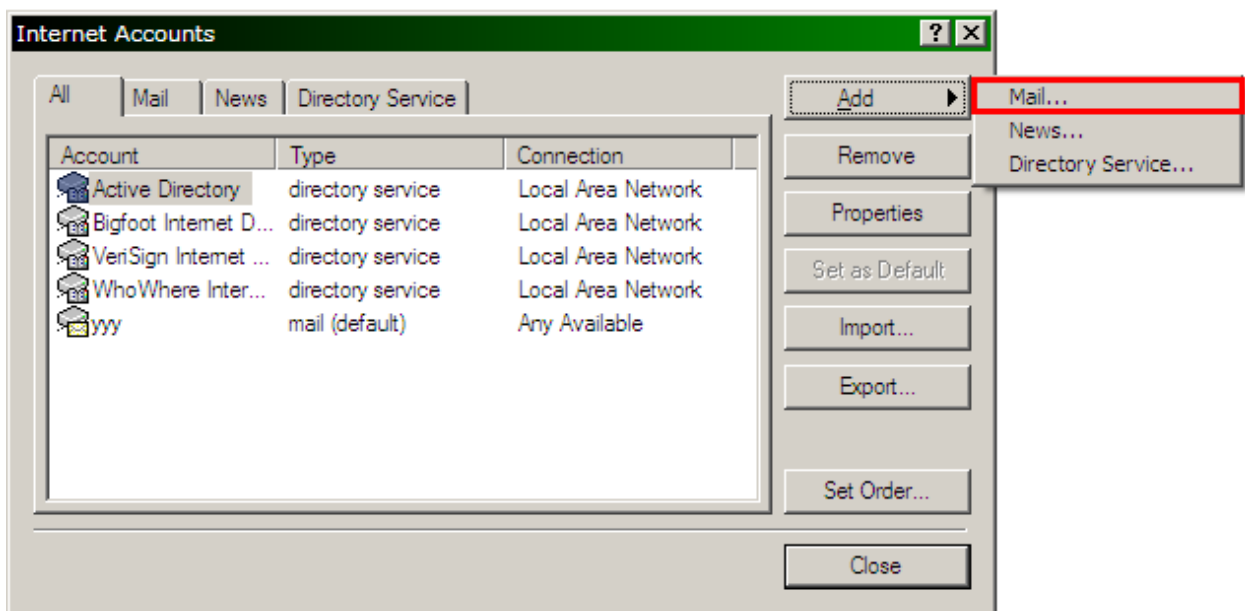 Internet Accounts
All Mail News Directory Service
Add
Mail...
News...
Directory Service...
Account Type Connection
Active Directory directory service Local Area Network
Bigfoot Internet D... directory service Local Area Network
VeriSign Internet ... directory service Local Area Network
WhoWhere Inter... directory service Local Area Network
yyy mail (default) Any Available
Remove
Properties
Set as Default
Import...
Export...
Set Order...
Close